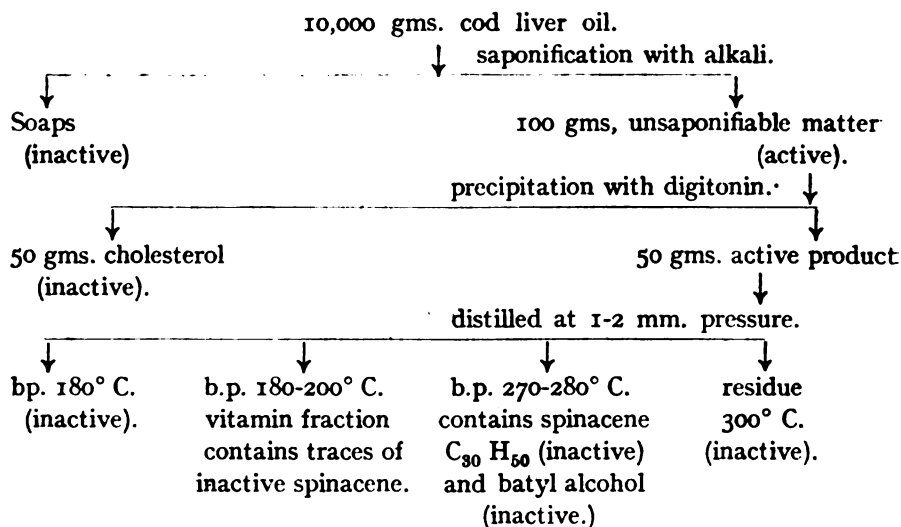 10,000 gms. cod liver oil.
saponification with alkali.
Soaps
(inactive)
100 gms, unsaponifiable matter
(active).
precipitation with digitonin.
50 gms. cholesterol
(inactive).
50 gms. active product
distilled at 1-2 mm. pressure.
bp. 180° C.
(inactive).
b.p. 180-200° C.
vitamin fraction
contains traces of
inactive spinacene.
b.p. 270-280° C.
contains spinacene
C₃₀ H₅₀ (inactive)
and batyl alcohol
(inactive.)
residue
300° C.
(inactive).